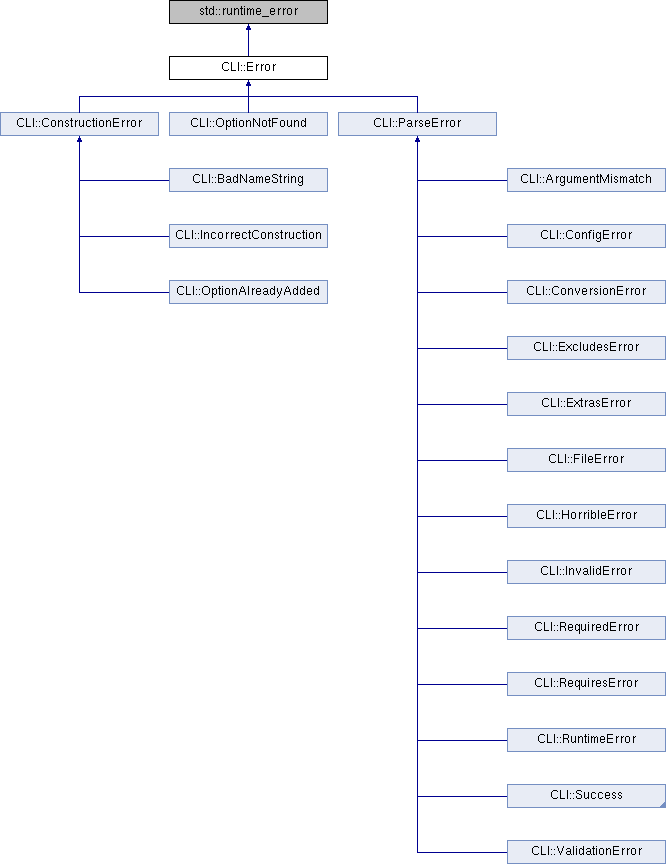 std::runtime_error
CLI::Error
CLI::ConstructionError
CLI::OptionNotFound
CLI::ParseError
CLI::BadNameString
CLI::ArgumentMismatch
CLI::IncorrectConstruction
CLI::ConfigError
CLI::OptionAlreadyAdded
CLI::ConversionError
CLI::ExcludesError
CLI::ExtrasError
CLI::FileError
CLI::HorribleError
CLI::InvalidError
CLI::RequiredError
CLI::RequiresError
CLI::RuntimeError
CLI::Success
CLI::ValidationError